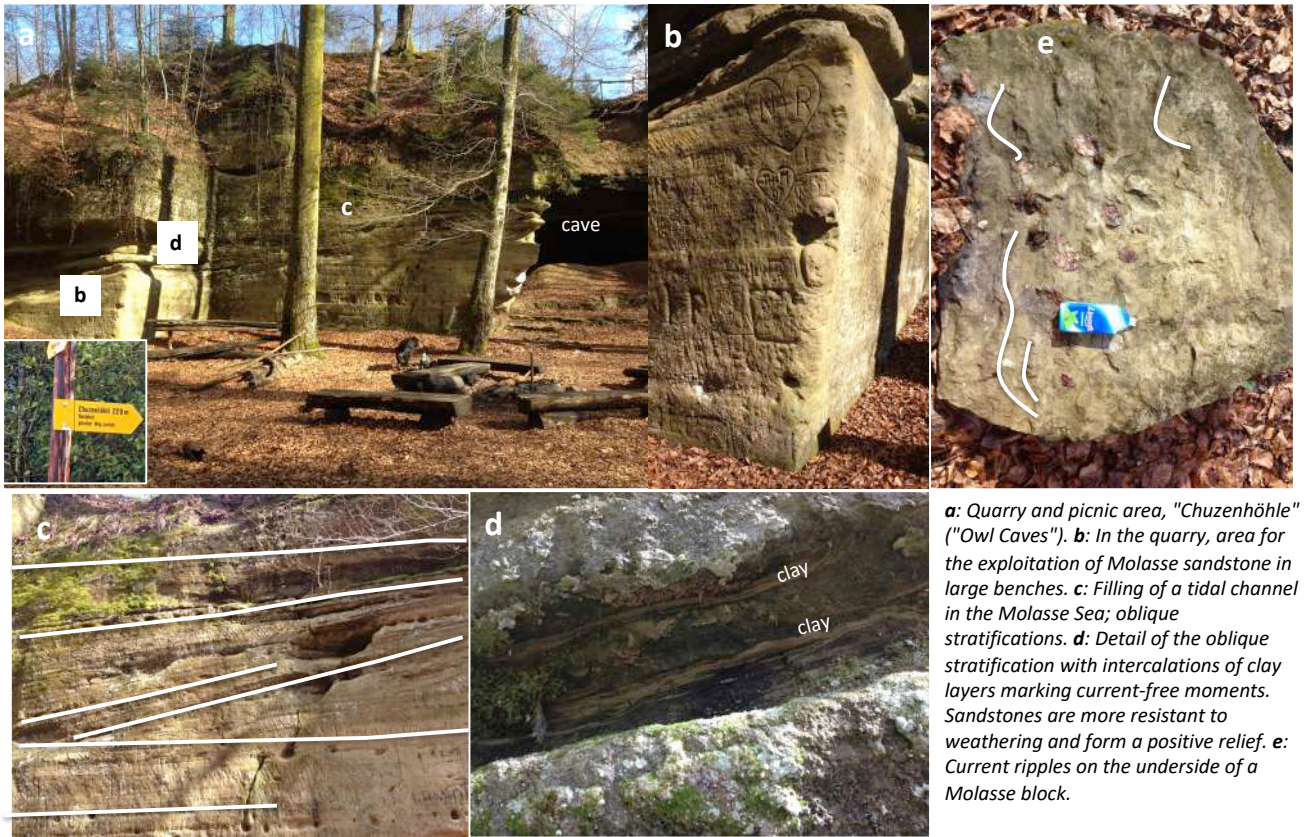 a
b
e
c
cave
d
b
Chuzenhöhli 220 m
N R
c
d
clay
clay
a: Quarry and picnic area, "Chuzenhöhle"
("Owl Caves"). b: In the quarry, area for
the exploitation of Molasse sandstone in
large benches. c: Filling of a tidal channel
in the Molasse Sea; oblique
stratifications. d: Detail of the oblique
stratification with intercalations of clay
layers marking current-free moments.
Sandstones are more resistant to
weathering and form a positive relief. e:
Current ripples on the underside of a
Molasse block.